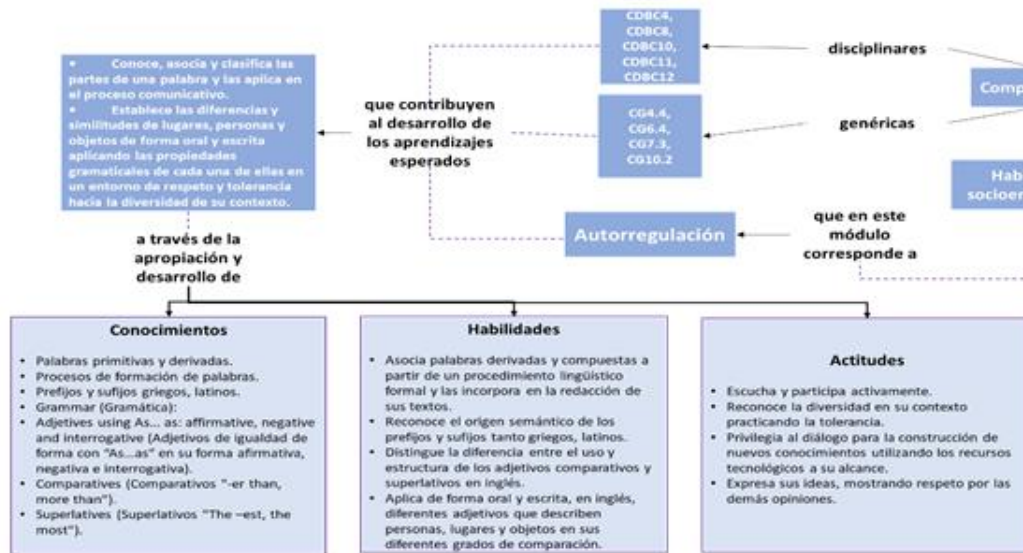 CDBC4,
CDBC8,
CDBC10,
CDBC11,
CDBC12
disciplinares
Comp
• Conoce, asocia y clasifica las
partes de una palabra y las aplica en
el proceso comunicativo.
• Establece las diferencias y
similitudes de lugares, personas y
objetos de forma oral y escrita
aplicando las propiedades
gramaticales de cada una de ellas en
un entorno de respeto y tolerancia
hacia la diversidad de su contexto.
que contribuyen
al desarrollo de
los aprendizajes
esperados
CG4.4,
CG6.4,
CG7.3,
CG10.2
genéricas
Hab
socioem
Autorregulación
que en este
módulo
corresponde a
a través de la
apropiación y
desarrollo de
Conocimientos
• Palabras primitivas y derivadas.
• Procesos de formación de palabras.
• Prefijos y sufijos griegos, latinos.
• Grammar (Gramática):
• Adjetives using As... as: affirmative, negative
and interrogative (Adjetivos de igualdad de
forma con "As...as" en su forma afirmativa,
negativa e interrogativa).
• Comparatives (Comparativos "-er than,
more than").
• Superlatives (Superlativos "The –est, the
most").
Habilidades
• Asocia palabras derivadas y compuestas a
partir de un procedimiento lingüístico
formal y las incorpora en la redacción de
sus textos.
• Reconoce el origen semántico de los
prefijos y sufijos tanto griegos, latinos.
• Distingue la diferencia entre el uso y
estructura de los adjetivos comparativos y
superlativos en inglés.
• Aplica de forma oral y escrita, en inglés,
diferentes adjetivos que describen
personas, lugares y objetos en sus
diferentes grados de comparación.
Actitudes
• Escucha y participa activamente.
• Reconoce la diversidad en su contexto
practicando la tolerancia.
• Privilegia al diálogo para la construcción de
nuevos conocimientos utilizando los recursos
tecnológicos a su alcance.
• Expresa sus ideas, mostrando respeto por las
demás opiniones.